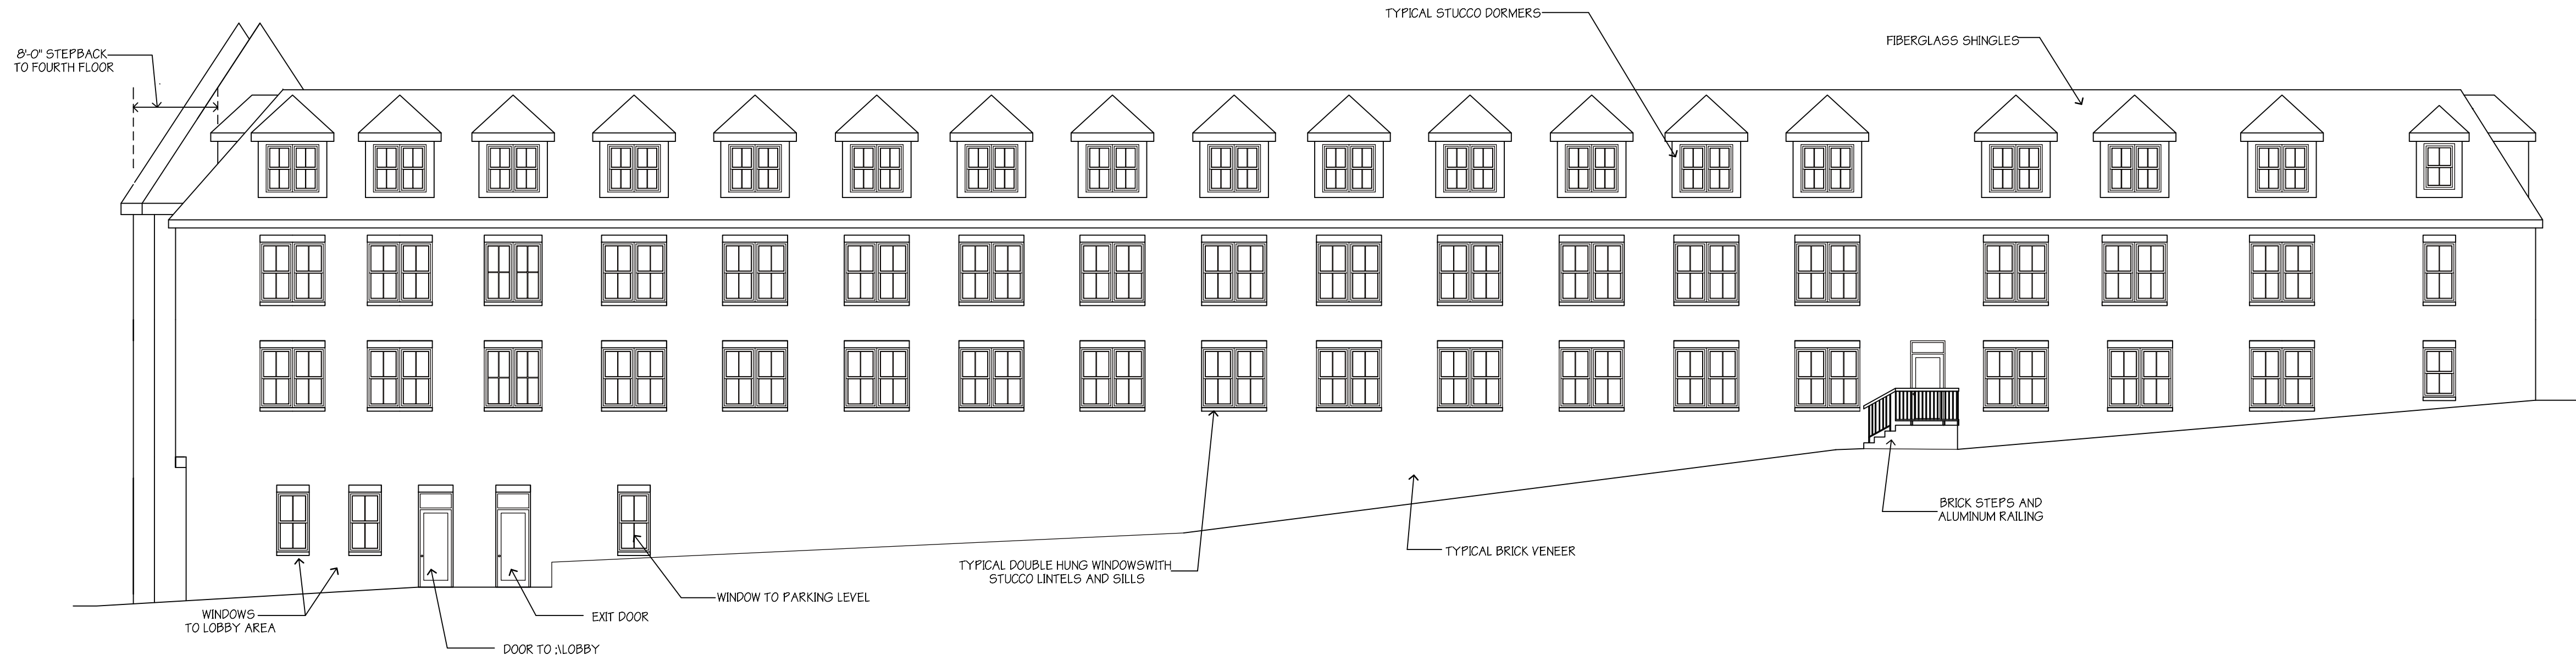 TYPICAL STUCCO DORMERS
FIBERGLASS SHINGLES
8'-0" STEPBACK
TO FOURTH FLOOR
BRICK STEPS AND
ALUMINUM RAILING
TYPICAL BRICK VENEER
TYPICAL DOUBLE HUNG WINDOWSWITH
STUCCO LINTELS AND SILLS
WINDOW TO PARKING LEVEL
EXIT DOOR
WINDOWS
TO LOBBY AREA
DOOR TO ;\LOBBY